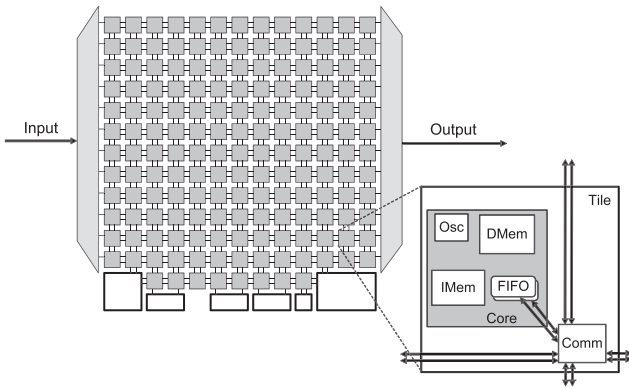 Input
Output
Tile
Osc
DMem
IMem
FIFO
Core
Comm